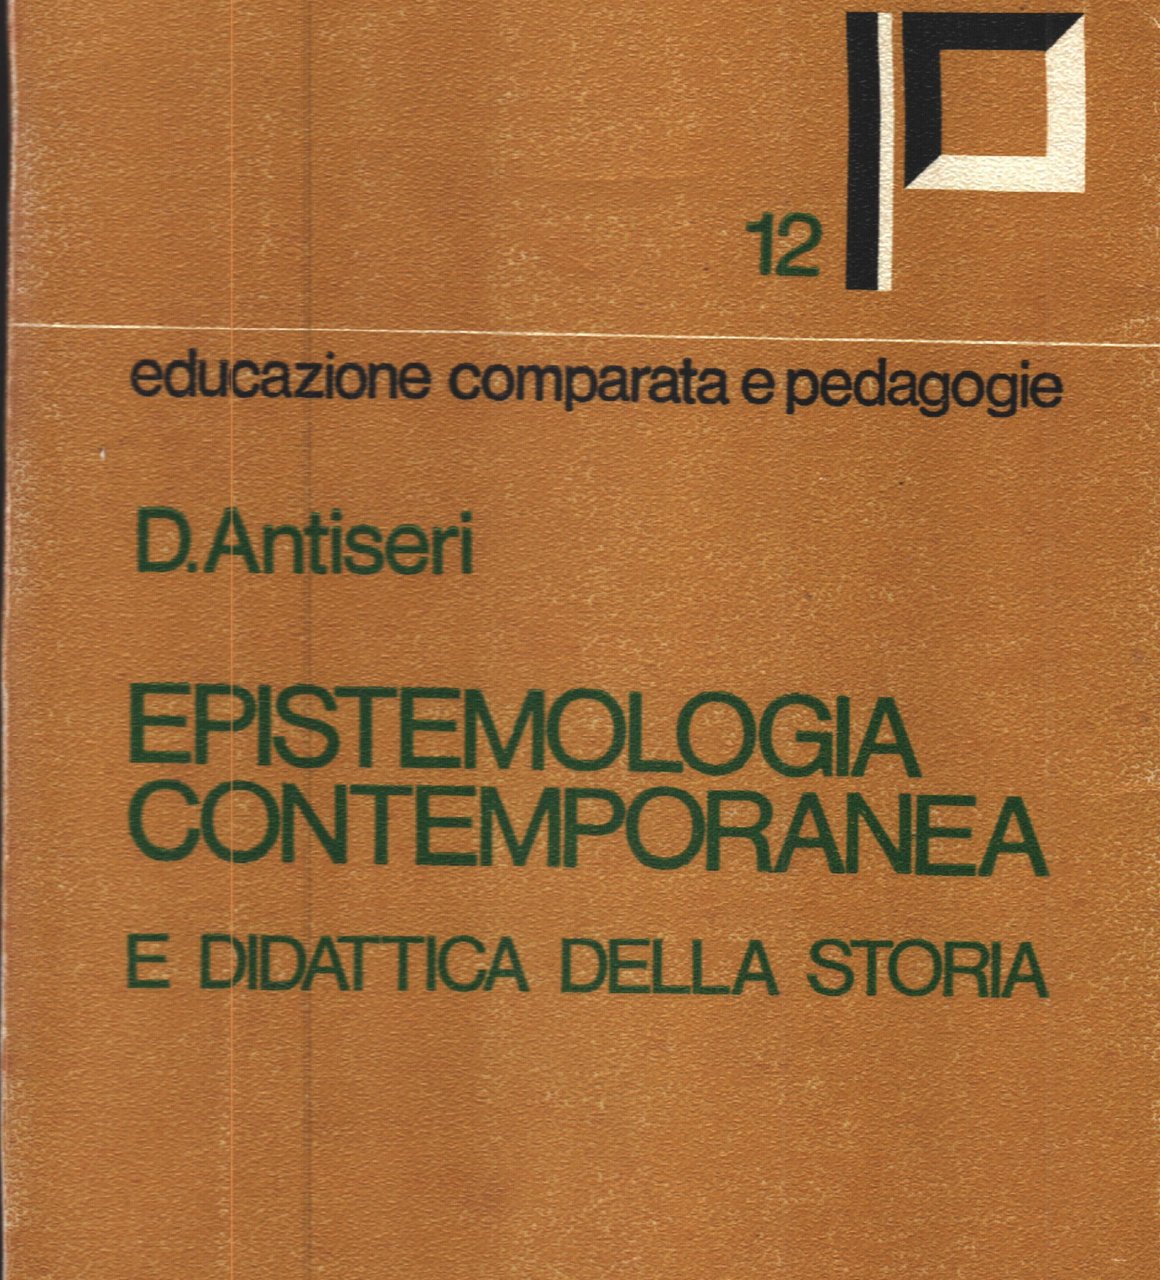 12
educazione comparata e pedagogie
D. Antiseri
EPISTEMOLOGIA
CONTEMPORANEA
E DIDATTICA DELLA STORIA